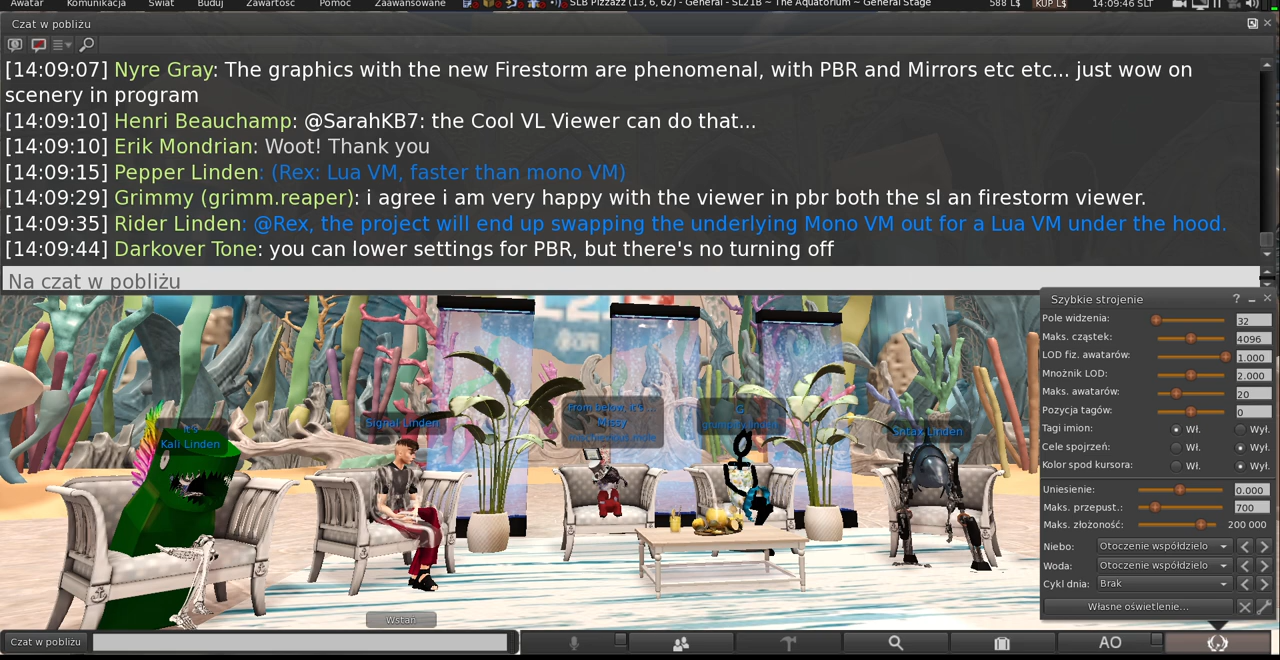 Awatar Komunikacja Świat Buduj Zawartość Pomoc Zaawansowane SLB Pizzazz (13, 6, 62) - General - SL21B ~ The Aquatorium ~ General Stage 588 L$ KUP L$ 14:09:46 SLT
Czat w pobliżu
[14:09:07] Nyre Gray: The graphics with the new Firestorm are phenomenal, with PBR and Mirrors etc etc... just wow on
scenery in program
[14:09:10] Henri Beauchamp: @SarahKB7: the Cool VL Viewer can do that...
[14:09:10] Erik Mondrian: Woot! Thank you
[14:09:15] Pepper Linden: (Rex: Lua VM, faster than mono VM)
[14:09:29] Grimmy (grimm.reaper): i agree i am very happy with the viewer in pbr both the sl an firestorm viewer.
[14:09:35] Rider Linden: @Rex, the project will end up swapping the underlying Mono VM out for a Lua VM under the hood.
[14:09:44] Darkover Tone: you can lower settings for PBR, but there's no turning off
Na czat w pobliżu
Szybkie strojenie ?
Pole widzenia: 32
Maks. cząstek: 4096
LOD fiz. awatarów: 1.000
Mnożnik LOD: 2.000
Maks. awatarów: 20
Pozycja tagów: 0
Tagi imion: Wł. Wył.
Cele spojrzeń: Wł. Wył.
Kolor spod kursora: Wł. Wył.
Uniesienie: 0.000
Maks. przepust.: 700
Maks. złożoność: 200 000
Niebo: Otoczenie współdzielo
Woda: Otoczenie współdzielo
Cykl dnia: Brak
Własne oświetlenie...
It's
Kali Linden
Signal Linden
From below, it's ...
Missy
G
Sntax Linden
Wstań
Czat w pobliżu
AO